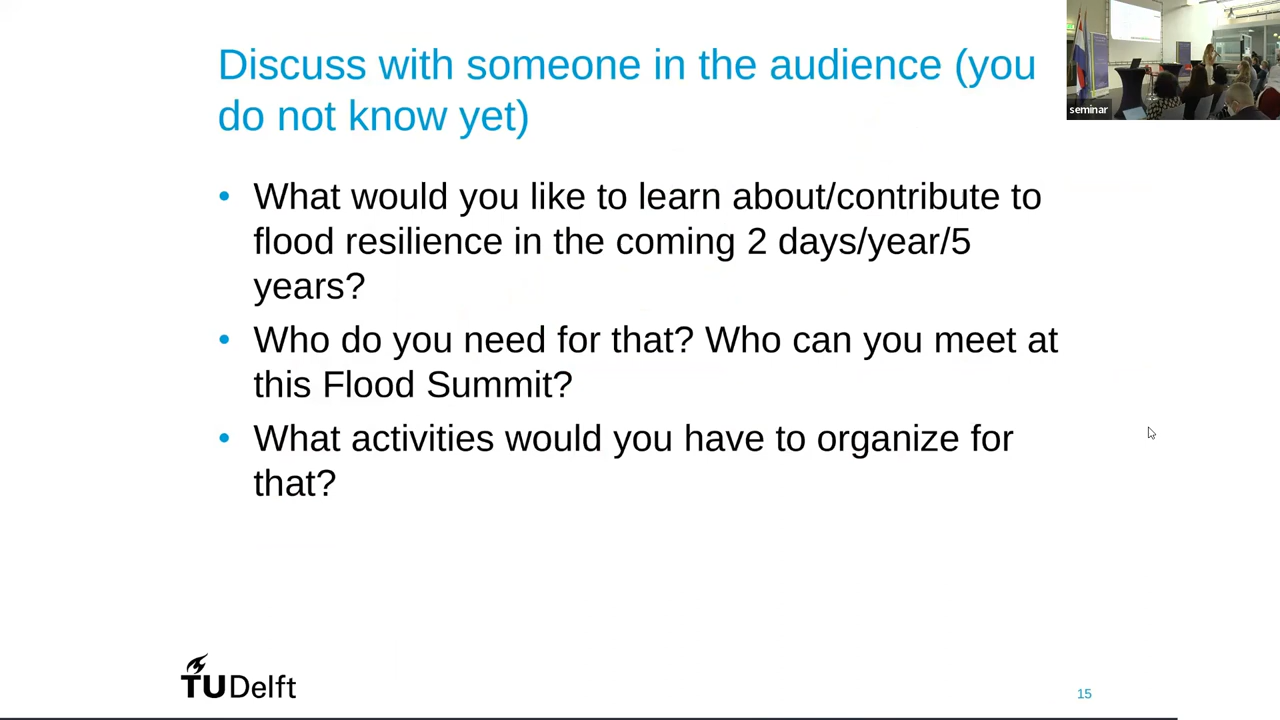 Discuss with someone in the audience (you
do not know yet)
seminar
• What would you like to learn about/contribute to
flood resilience in the coming 2 days/year/5
years?
• Who do you need for that? Who can you meet at
this Flood Summit?
• What activities would you have to organize for
that?
TU Delft
15